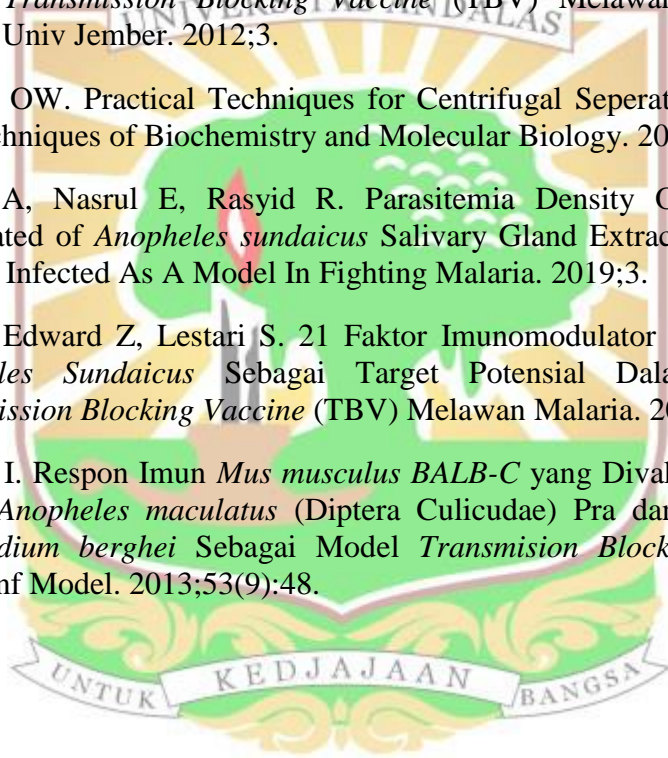 Transmission Blocking Vaccine (TBV) Melawan
Univ Jember. 2012;3.
OW. Practical Techniques for Centrifugal Seperat
hniques of Biochemistry and Molecular Biology. 20
A, Nasrul E, Rasyid R. Parasitemia Density O
ated of Anopheles sundaicus Salivary Gland Extrac
Infected As A Model In Fighting Malaria. 2019;3.
Edward Z, Lestari S. 21 Faktor Imunomodulator
les Sundaicus Sebagai Target Potensial Dala
ission Blocking Vaccine (TBV) Melawan Malaria. 20
I. Respon Imun Mus musculus BALB-C yang Dival
Anopheles maculatus (Diptera Culicudae) Pra dan
dium berghei Sebagai Model Transmision Block
nf Model. 2013;53(9):48.
UNTUK KEDJAJAAN BANGSA